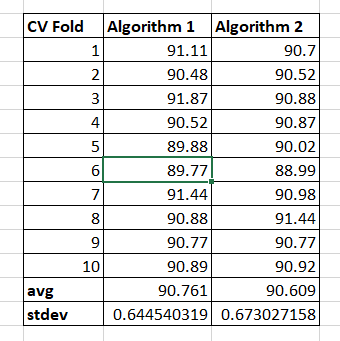 CV Fold Algorithm 1 Algorithm 2
1 91.11 90.7
2 90.48 90.52
3 91.87 90.88
4 90.52 90.87
5 89.88 90.02
6 89.77 88.99
7 91.44 90.98
8 90.88 91.44
9 90.77 90.77
10 90.89 90.92
avg 90.761 90.609
stdev 0.644540319 0.673027158